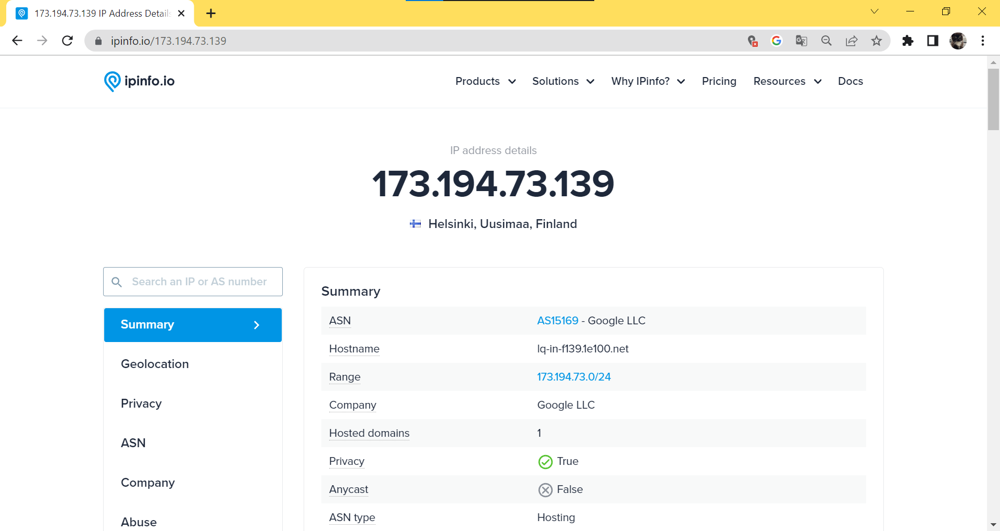 173.194.73.139 IP Address Details
ipinfo.io/173.194.73.139
ipinfo.io
Products Solutions Why IPinfo? Pricing Resources Docs
IP address details
173.194.73.139
Helsinki, Uusimaa, Finland
Search an IP or AS number
Summary
Geolocation
Privacy
ASN
Company
Abuse
Summary
ASN AS15169 - Google LLC
Hostname lq-in-f139.1e100.net
Range 173.194.73.0/24
Company Google LLC
Hosted domains 1
Privacy True
Anycast False
ASN type Hosting